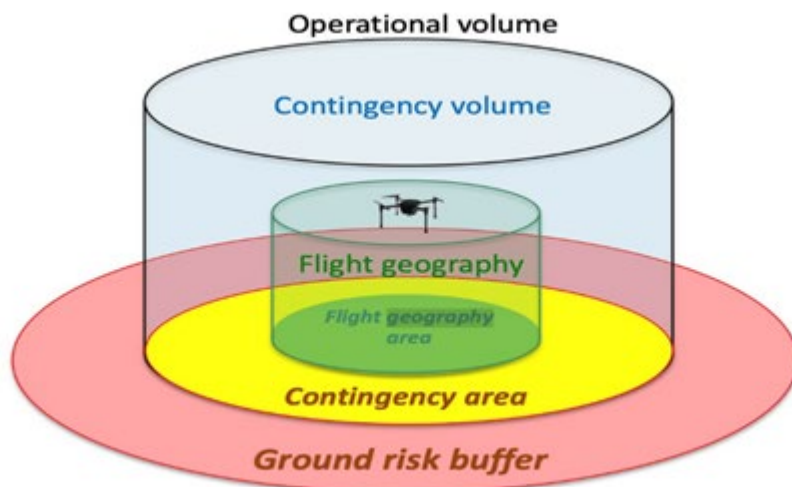 Operational volume
Contingency volume
Flight geography
Flight geography
area
Contingency area
Ground risk buffer